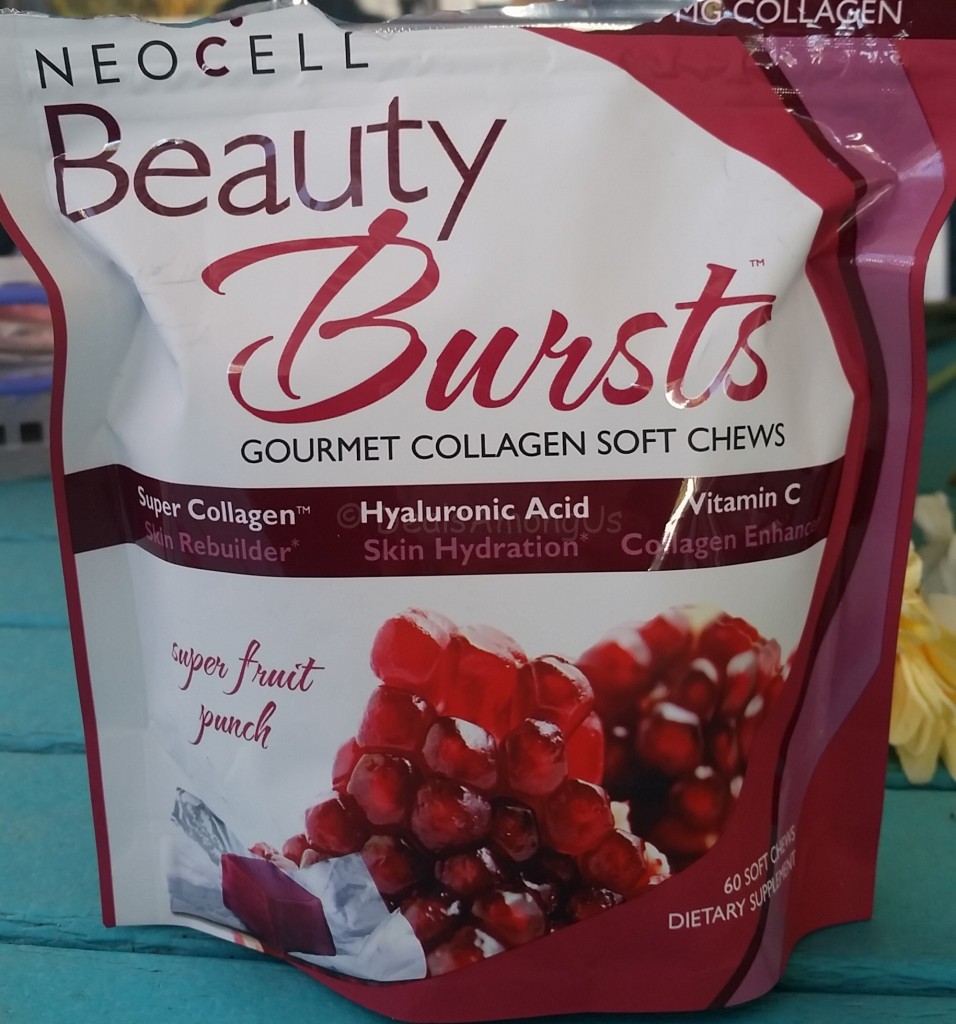 MG COLLAGEN
NEOCELL
Beauty
Bursts™
GOURMET COLLAGEN SOFT CHEWS
Super Collagen™ Hyaluronic Acid Vitamin C
Skin Rebuilder* Skin Hydration* Collagen
super fruit
punch
60 SOFT CHEWS
DIETARY SUPPLEMENT